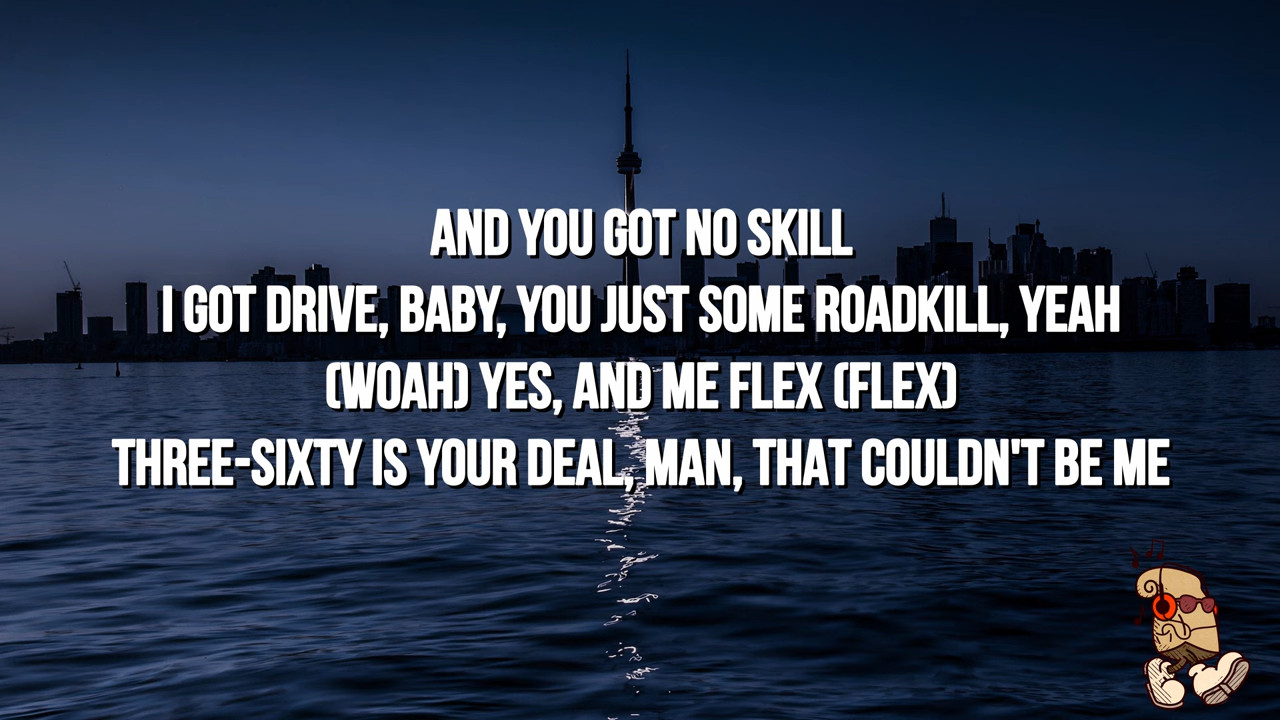 AND YOU GOT NO SKILL
I GOT DRIVE, BABY, YOU JUST SOME ROADKILL, YEAH
(WOAH) YES, AND ME FLEX (FLEX)
THREE-SIXTY IS YOUR DEAL, MAN, THAT COULDN'T BE ME